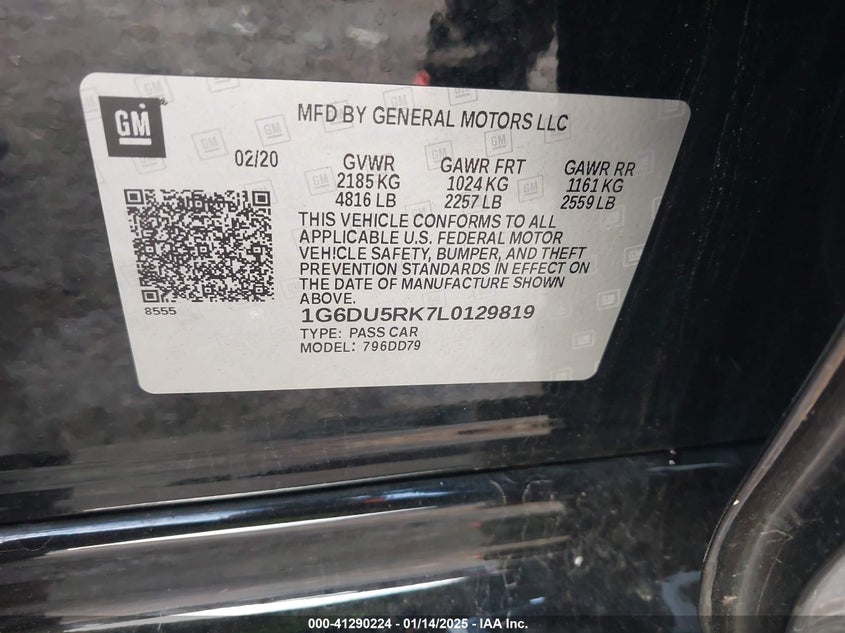 GM
MFD BY GENERAL MOTORS LLC
02/20 GVWR GAWR FRT GAWR RR
2185 KG 1024 KG 1161 KG
4816 LB 2257 LB 2559 LB
THIS VEHICLE CONFORMS TO ALL
APPLICABLE U.S. FEDERAL MOTOR
VEHICLE SAFETY, BUMPER, AND THEFT
PREVENTION STANDARDS IN EFFECT ON
THE DATE OF MANUFACTURE SHOWN
ABOVE.
8555
1G6DU5RK7L0129819
TYPE: PASS CAR
MODEL: 796DD79
000-41290224 - 01/14/2025 - IAA Inc.